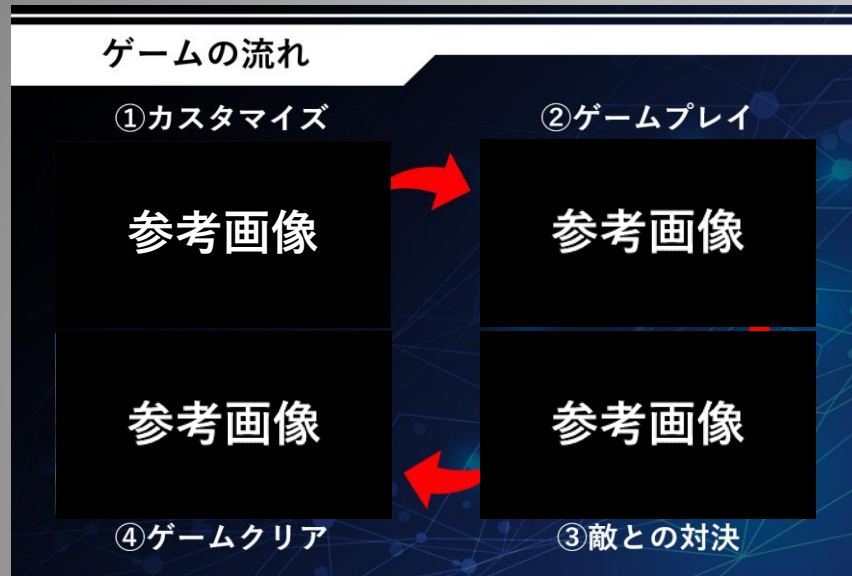 ゲームの流れ
①カスタマイズ
②ゲームプレイ
参考画像
参考画像
参考画像
参考画像
④ゲームクリア
③敵との対決